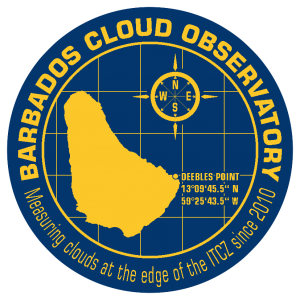 BARBADOS CLOUD OBSERVATORY
N
W E
S
DEEBLES POINT
13°09'45.5" N
59°25'43.5" W
Measuring clouds at the edge of the ITCZ since 2010